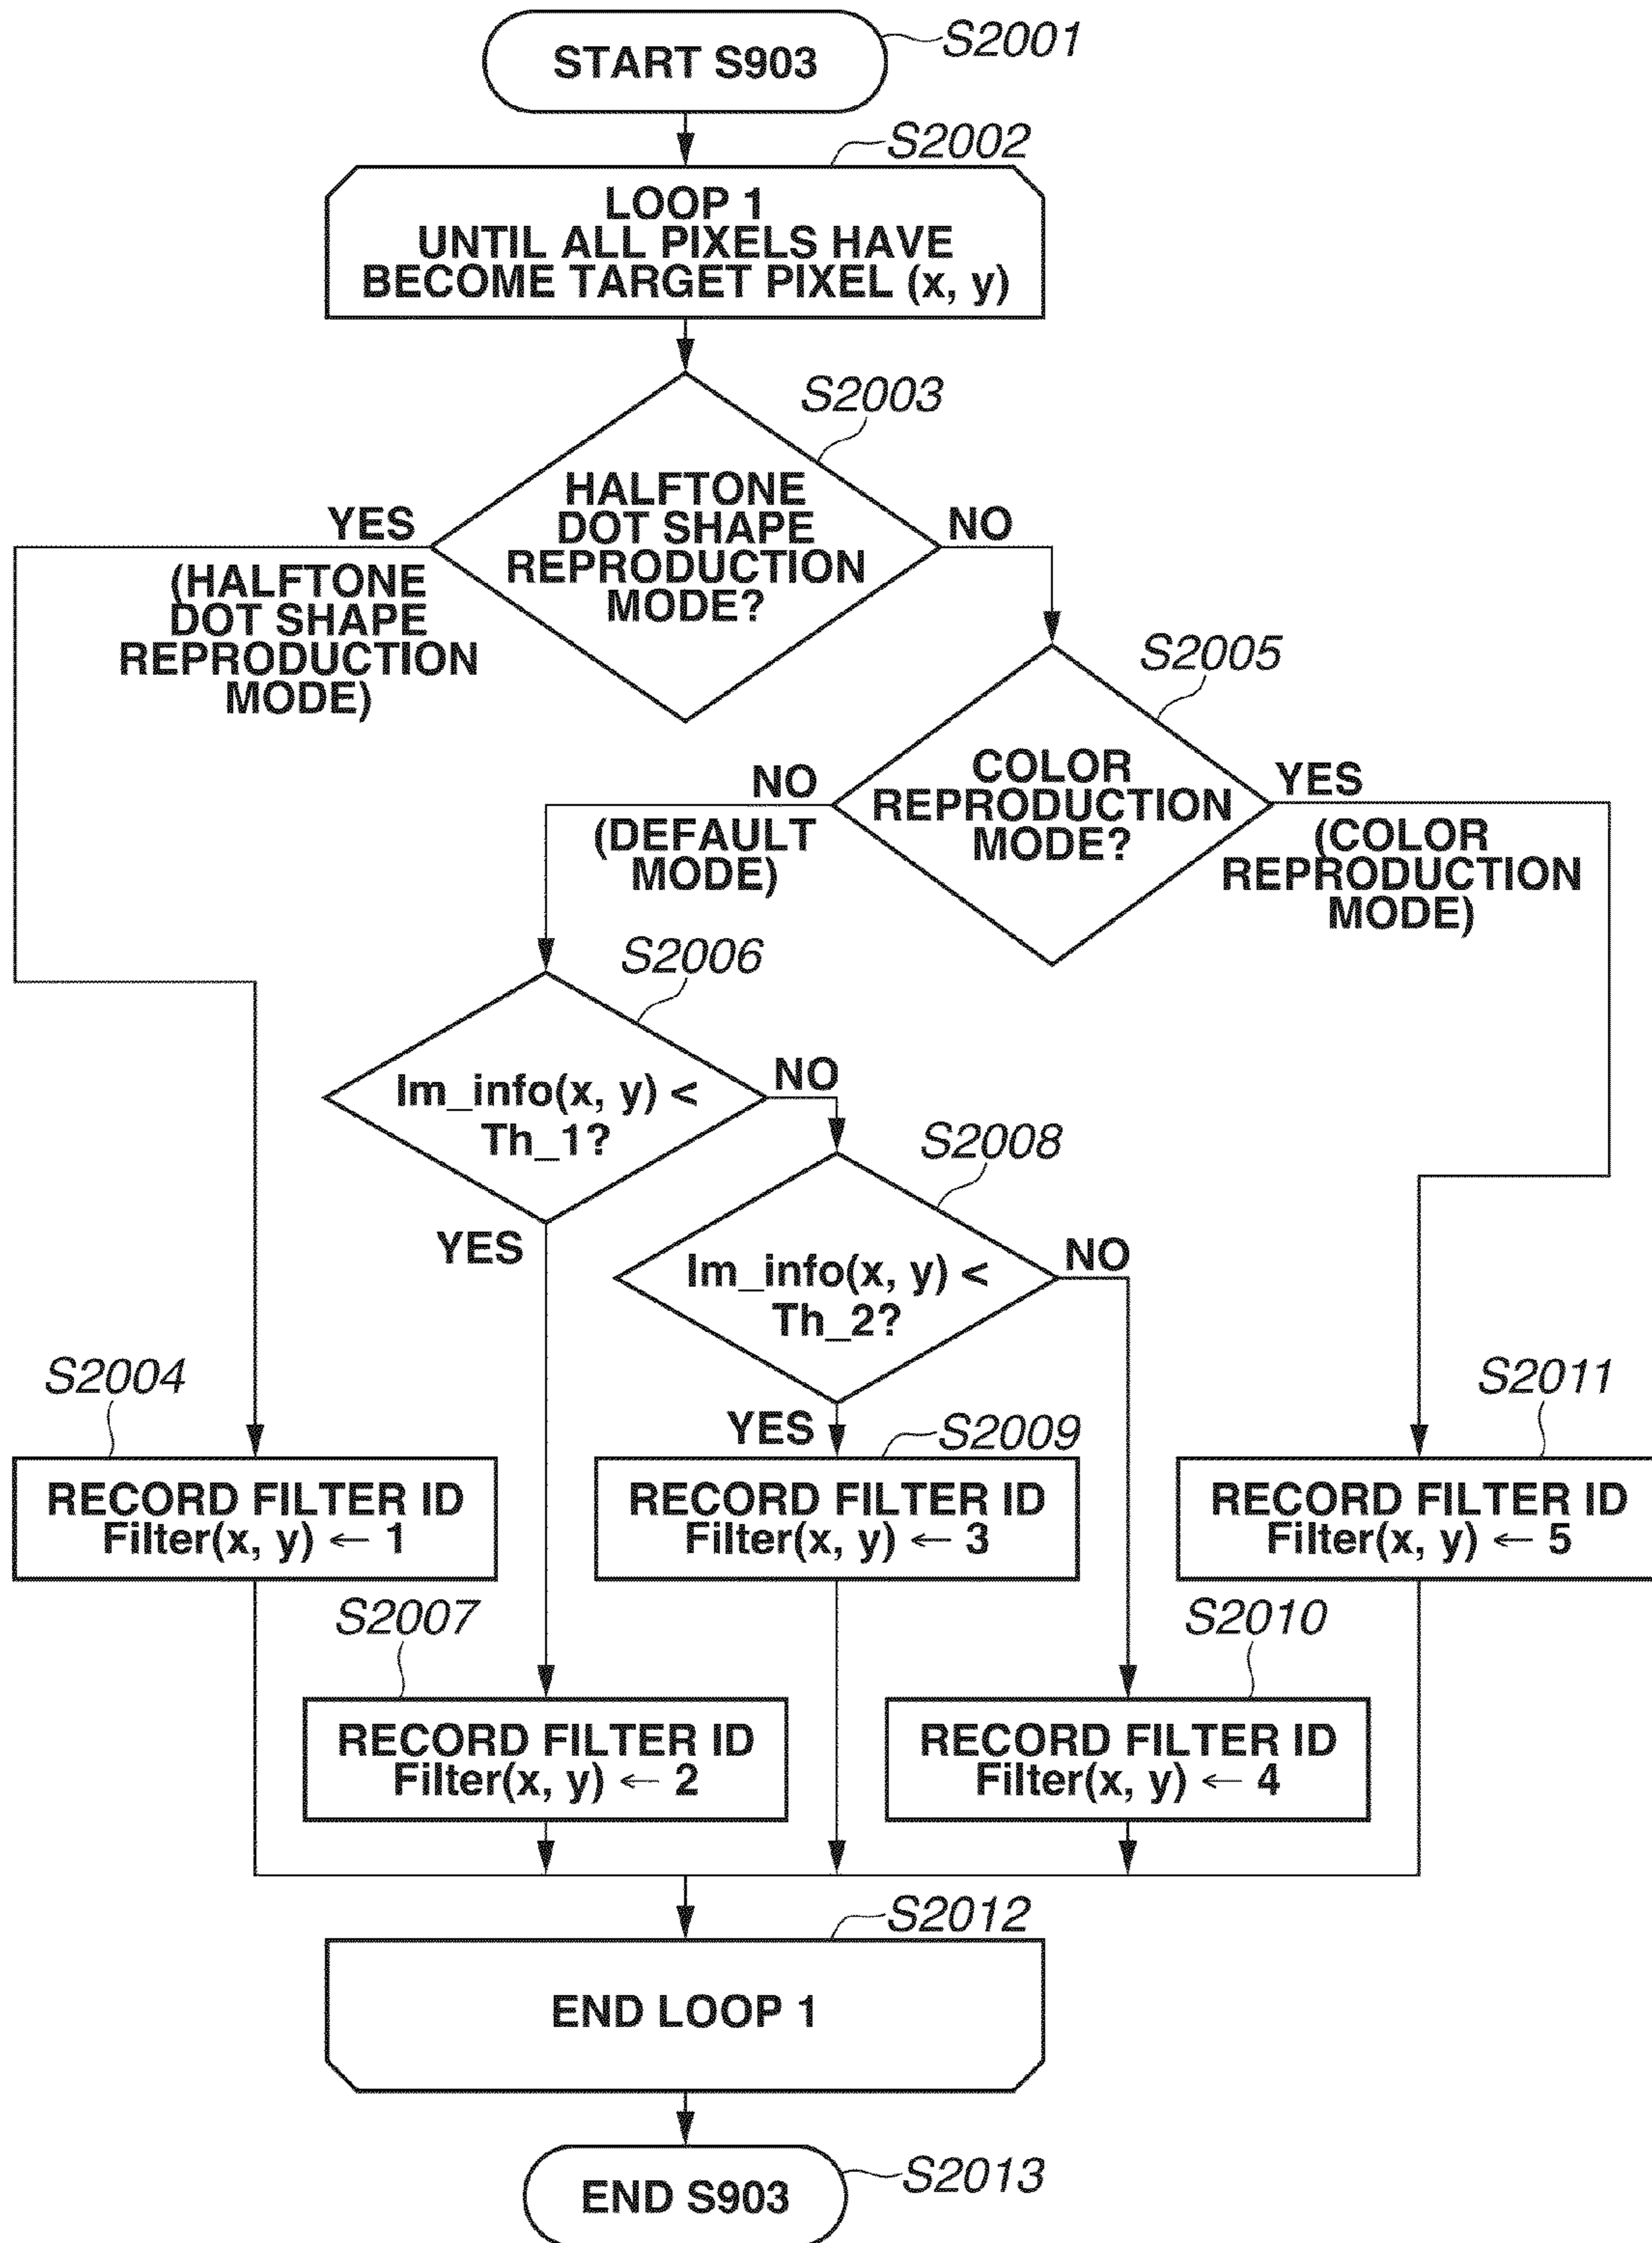 START S903
S2001
S2002
LOOP 1
UNTIL ALL PIXELS HAVE
BECOME TARGET PIXEL (x, y)
S2003
HALFTONE
DOT SHAPE
REPRODUCTION
MODE?
YES
(HALFTONE
DOT SHAPE
REPRODUCTION
MODE)
NO
S2005
COLOR
REPRODUCTION
MODE?
NO
(DEFAULT
MODE)
YES
(COLOR
REPRODUCTION
MODE)
S2006
Im_info(x, y) <
Th_1?
NO
YES
S2008
Im_info(x, y) <
Th_2?
NO
YES
S2004
RECORD FILTER ID
Filter(x, y) ← 1
S2009
RECORD FILTER ID
Filter(x, y) ← 3
S2011
RECORD FILTER ID
Filter(x, y) ← 5
S2007
RECORD FILTER ID
Filter(x, y) ← 2
S2010
RECORD FILTER ID
Filter(x, y) ← 4
S2012
END LOOP 1
END S903
S2013